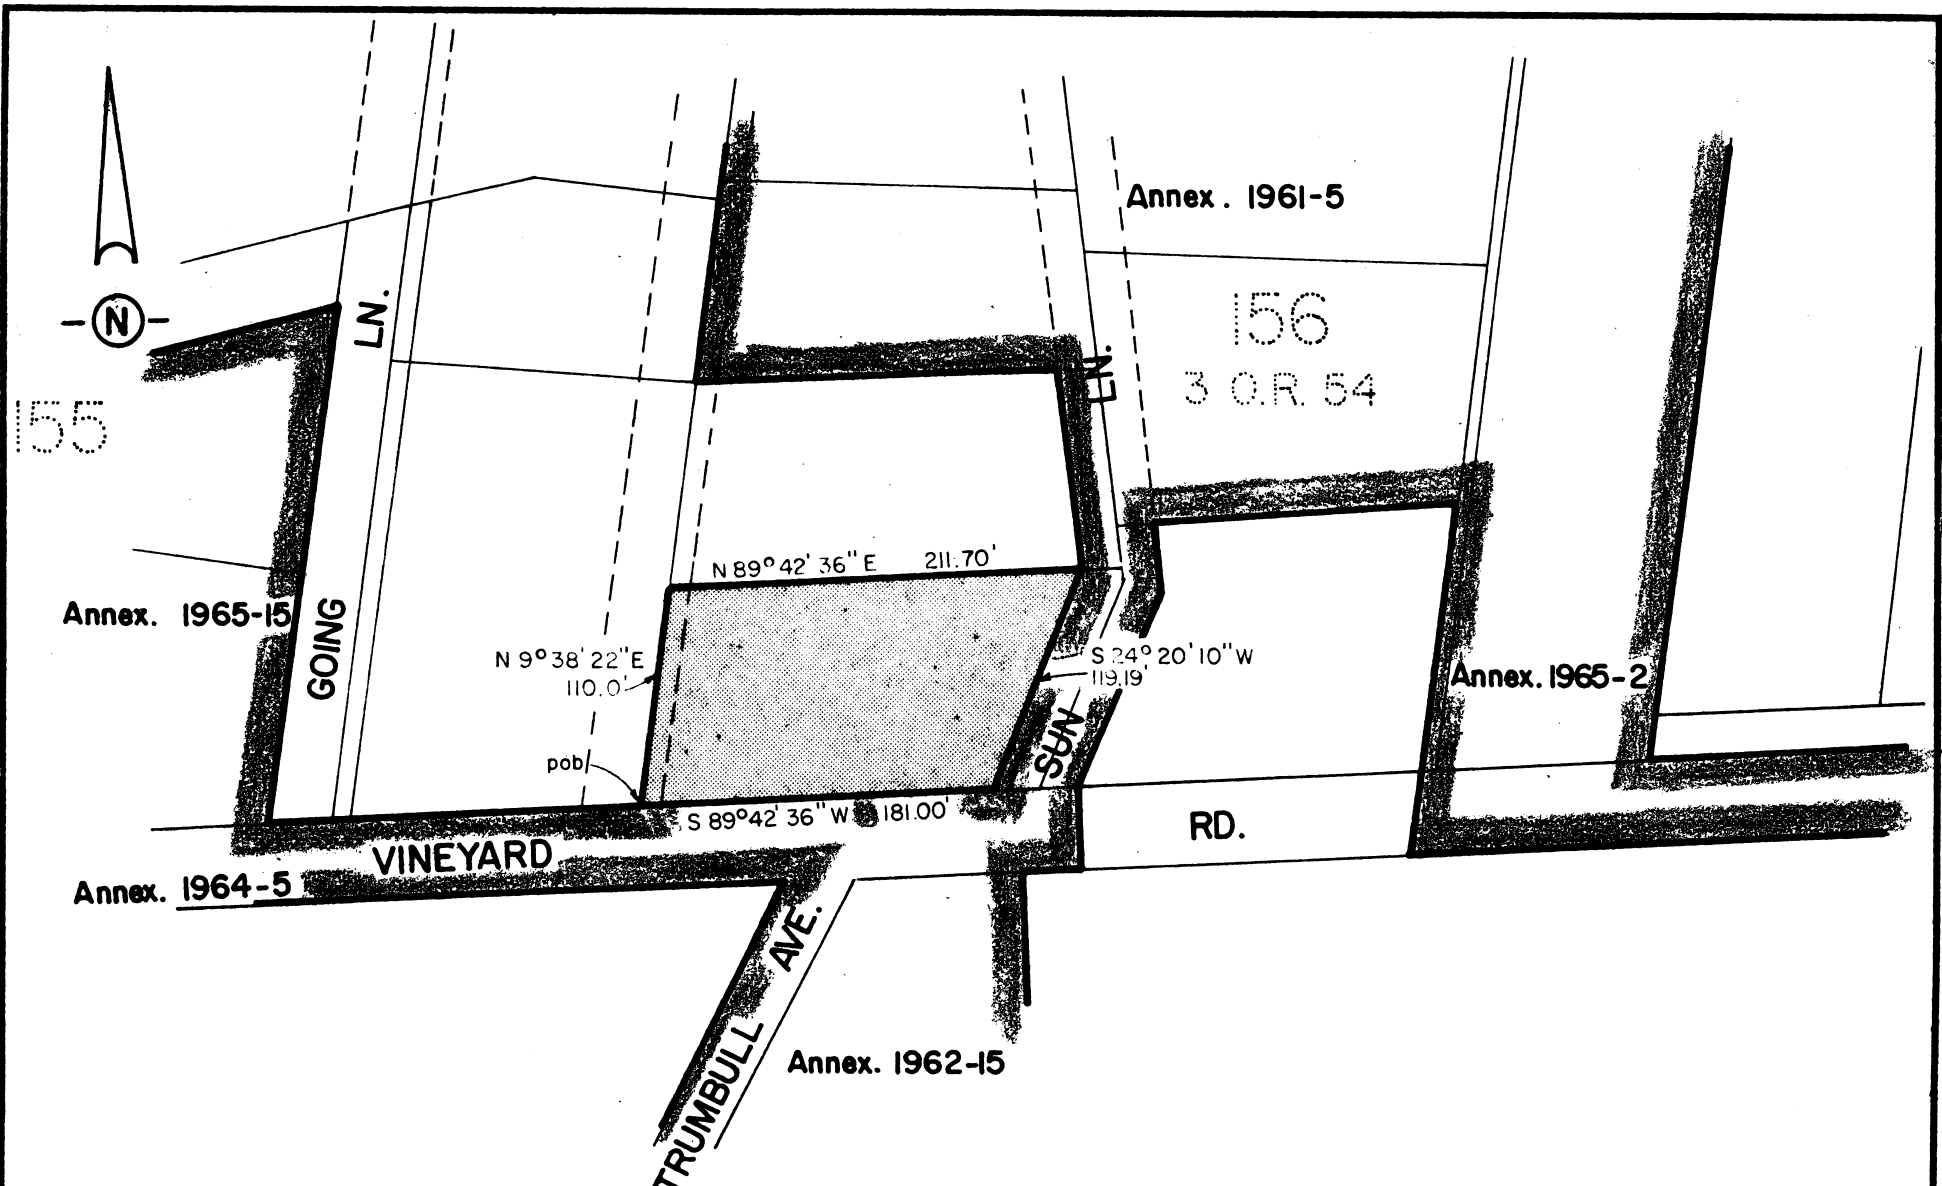 Annex. 1961-5
N
LN.
156
3 O.R. 54
LN.
155
N 89° 42' 36" E 211.70'
Annex. 1965-15
GOING
N 9° 38' 22" E
110.0'
S 24° 20' 10" W
119.19'
Annex. 1965-2
SUN
pob
S 89° 42' 36" W 181.00'
RD.
VINEYARD
Annex. 1964-5
AVE.
Annex. 1962-15
TRUMBULL